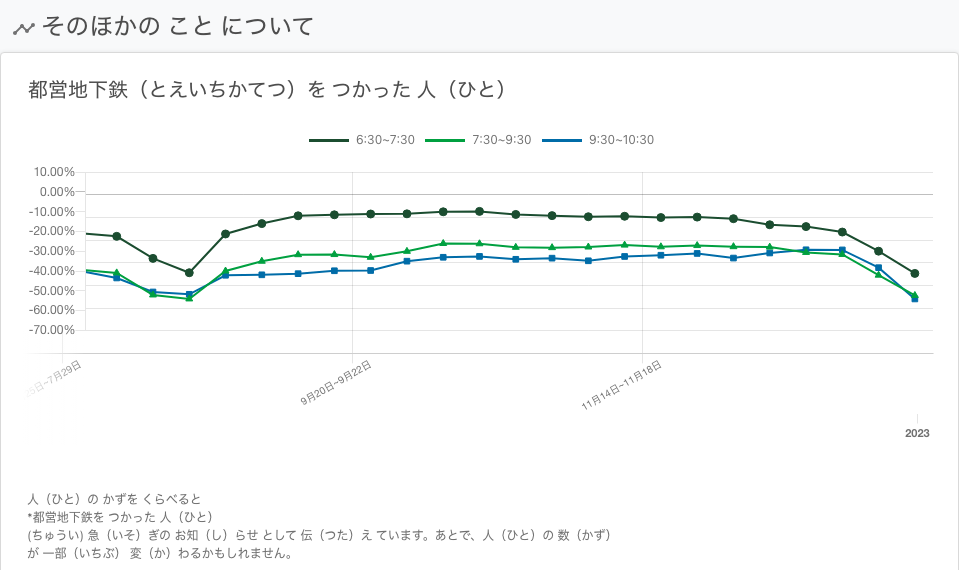 そのほかの こと について
都営地下鉄（とえいちかてつ）を つかった 人（ひと）
6:30~7:30 7:30~9:30 9:30~10:30
10.00%
0.00%
-10.00%
-20.00%
-30.00%
-40.00%
-50.00%
-60.00%
-70.00%
5日~7月29日
9月20日~9月22日
11月14日~11月18日
2023
人（ひと）の かずを くらべると
*都営地下鉄を つかった 人（ひと）
(ちゅうい) 急（いそ）ぎの お知（し）らせ として 伝（つた）え ています。あとで、人（ひと）の 数（かず）
が 一部（いちぶ） 変（か）わるかもしれません。